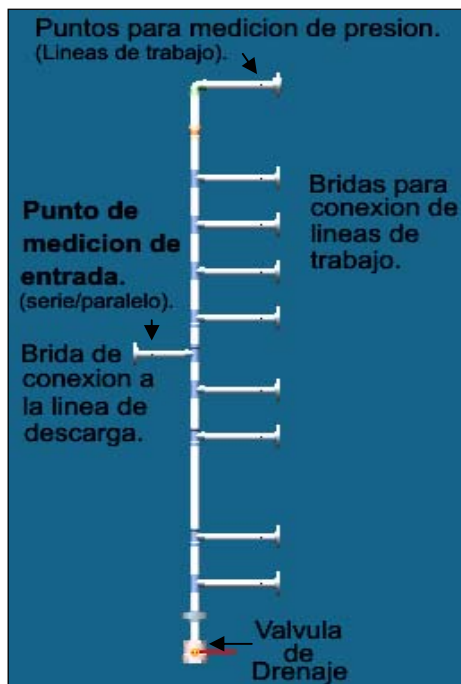 Puntos para medicion de presion.
(Lineas de trabajo).
Bridas para
conexion de
lineas de
trabajo.
Punto de
medicion de
entrada.
(serie/paralelo).
Brida de
conexion a
la linea de
descarga.
Valvula
de
Drenaje